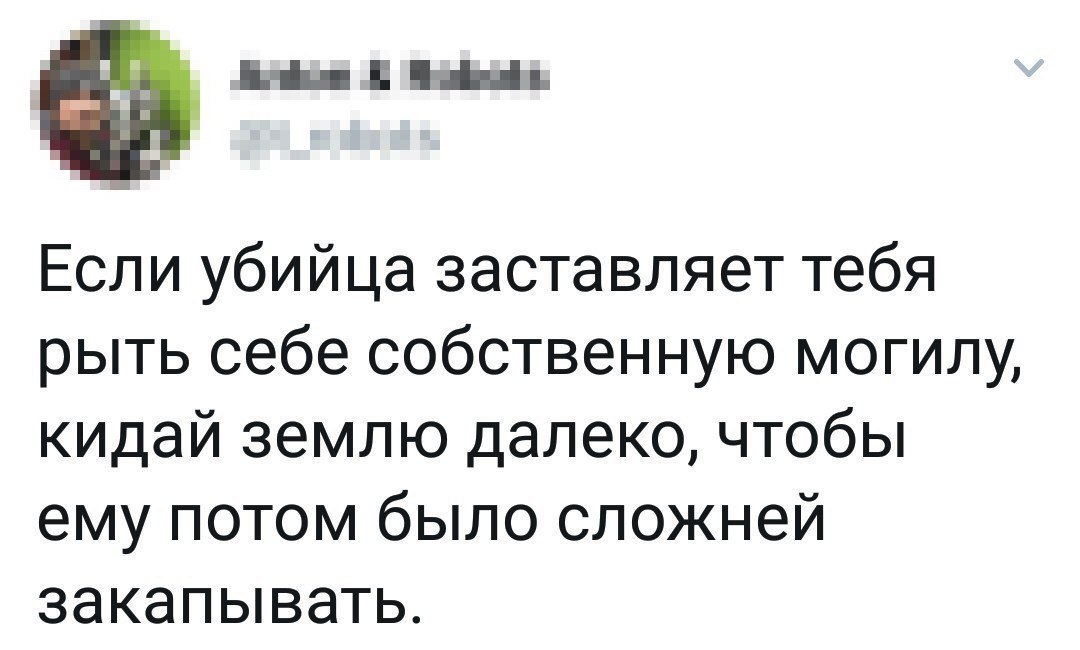 Если убийца заставляет тебя
рыть себе собственную могилу,
кидай землю далеко, чтобы
ему потом было сложней
закапывать.